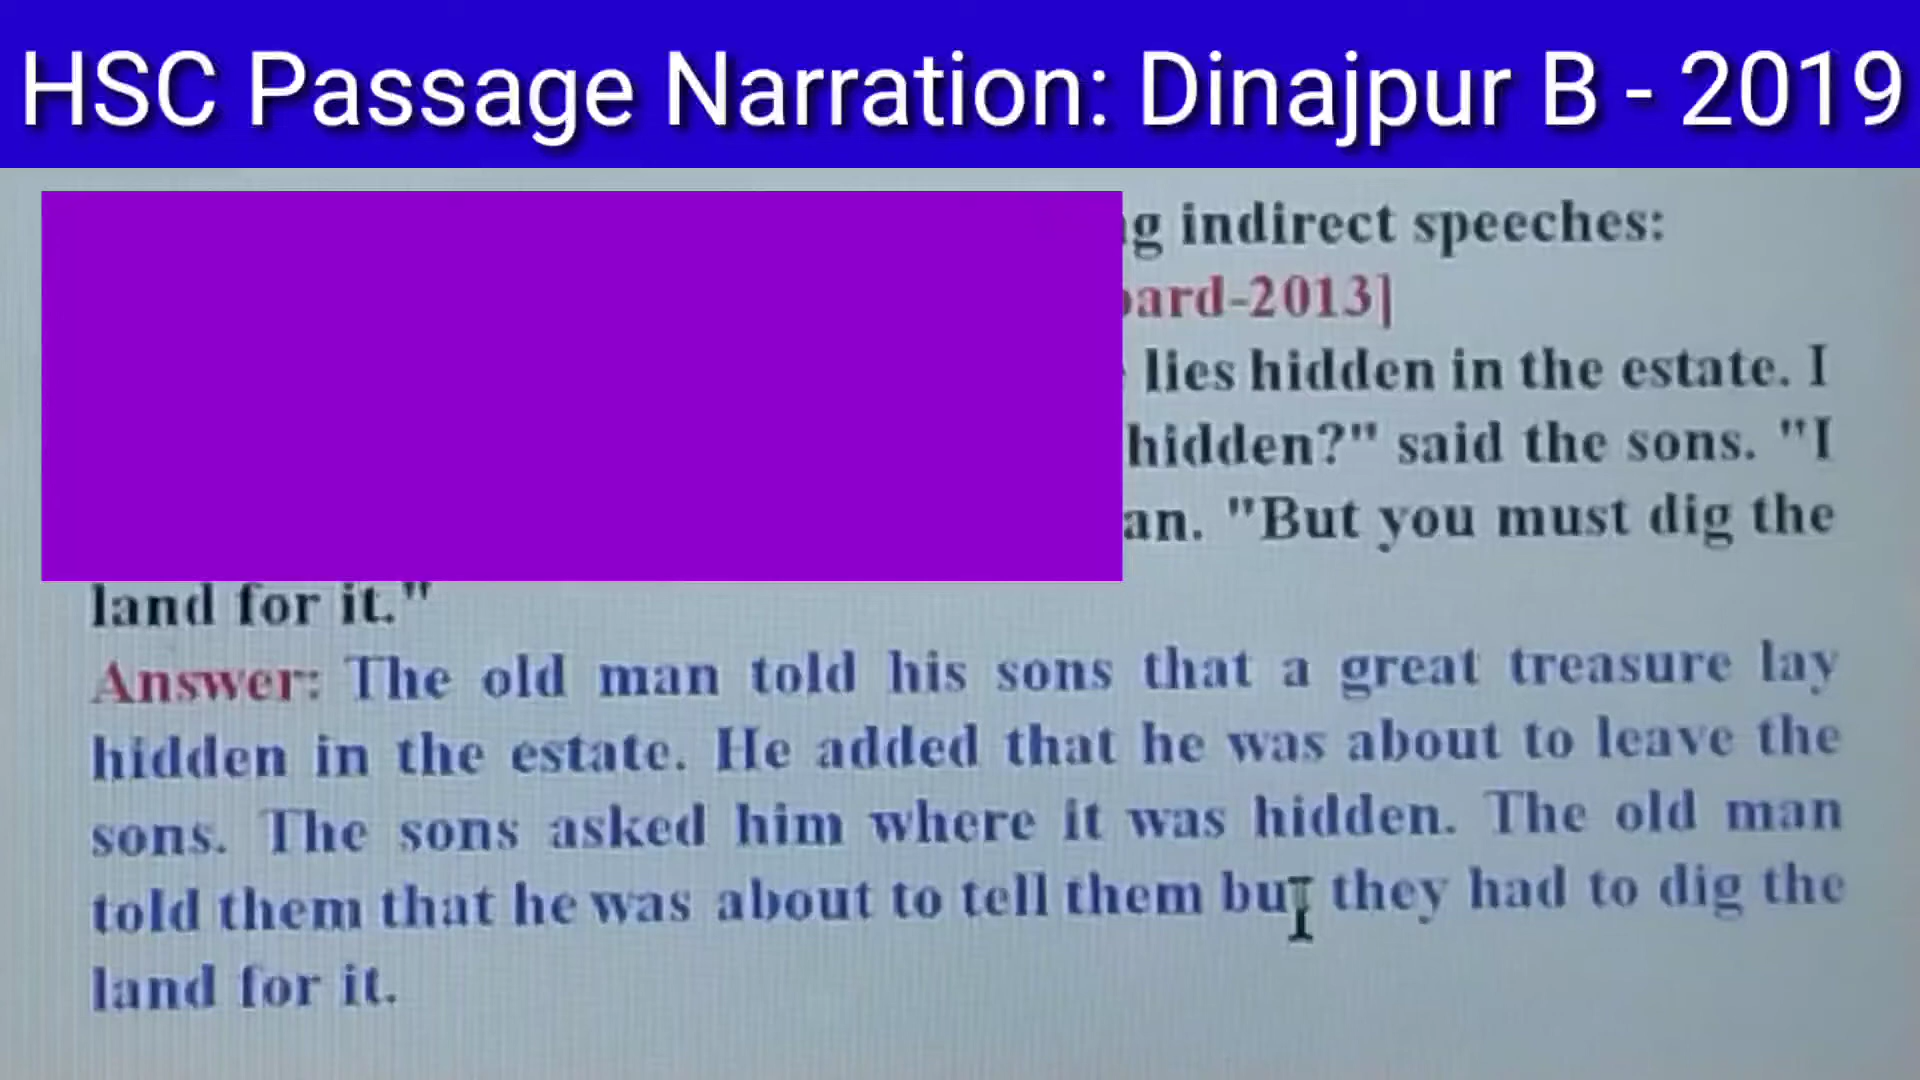 HSC Passage Narration: Dinajpur B - 2019
indirect speeches:
lies hidden in the estate. I
hidden?" said the sons. "I
"But you must dig the
land for it."
Answer: The old man told his sons that a great treasure lay
hidden in the estate. He added that he was about to leave the
sons. The sons asked him where it was hidden. The old man
told them that he was about to tell them but they had to dig the
land for it.